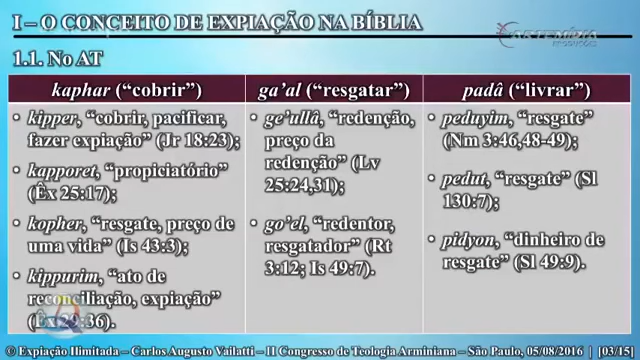 I – O CONCEITO DE EXPIAÇÃO NA BÍBLIA
ARTEMÍDIA
PRODUÇÕES
1.1. No AT
kaphar (“cobrir”)
• kipper, “cobrir, pacificar,
fazer expiação” (Jr 18:23);
• kapporet, “propiciatório”
(Êx 25:17);
• kopher, “resgate, preço de
uma vida” (Is 43:3);
• kippurim, “ato de
reconciliação, expiação”
(Êx 29:36).
ga’al (“resgatar”)
• ge’ullâ, “redenção,
preço da
redenção” (Lv
25:24,31);
• go’el, “redentor,
resgatador” (Rt
3:12; Is 49:7).
padâ (“livrar”)
• peduyim, “resgate”
(Nm 3:46,48-49);
• pedut, “resgate” (Sl
130:7);
• pidyon, “dinheiro de
resgate” (Sl 49:9).
© Expiação Ilimitada – Carlos Augusto Vailatti – II Congresso de Teologia Arminiana – São Paulo, 05/08/2016 | [03/15]